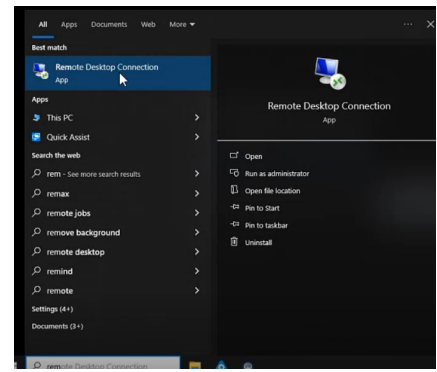 All Apps Documents Web More
Best match
Remote Desktop Connection
App
Apps
This PC
Quick Assist
Search the web
rem - See more search results
remax
remote jobs
remove background
remote desktop
remind
remote
Settings (4+)
Documents (3+)
remote Desktop Connection
Remote Desktop Connection
App
Open
Run as administrator
Open file location
Pin to Start
Pin to taskbar
Uninstall